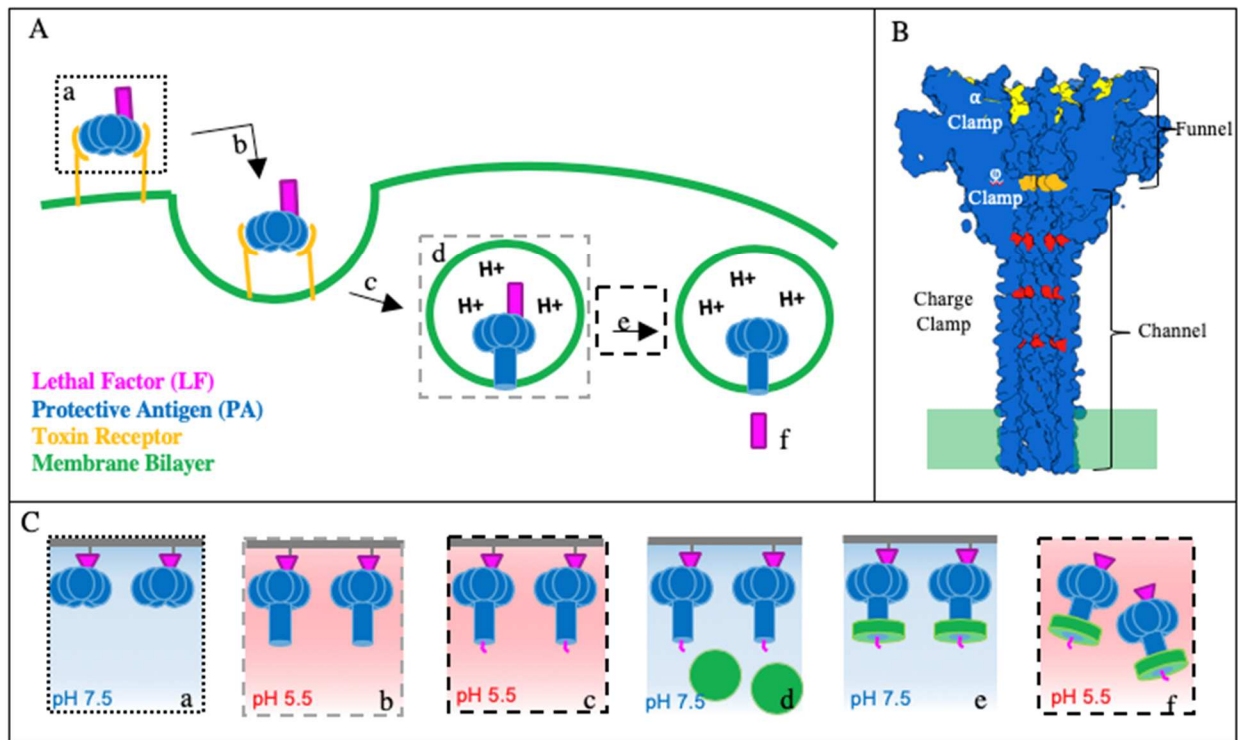 A
a
b
c
d
H+
H+
H+
e
H+
H+
H+
f
Lethal Factor (LF)
Protective Antigen (PA)
Toxin Receptor
Membrane Bilayer
B
α
Clamp
Funnel
φ
Clamp
Charge
Clamp
Channel
C
pH 7.5 a
pH 5.5 b
pH 5.5 c
pH 7.5 d
pH 7.5 e
pH 5.5 f